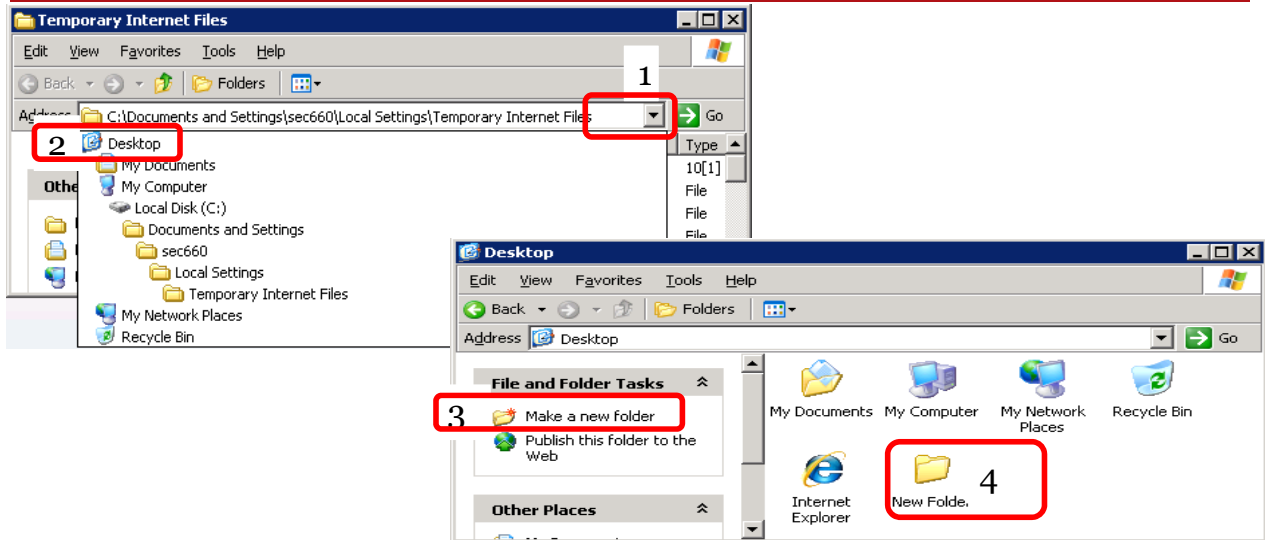 Temporary Internet Files
Edit View Favorites Tools Help
Back Folders
1
Address C:\Documents and Settings\sec660\Local Settings\Temporary Internet Files Go
2 Desktop
Type
My Documents
10[1]
Othe My Computer
File
Local Disk (C:)
File
Documents and Settings
File
sec660
Local Settings
Temporary Internet Files
My Network Places
Recycle Bin
Desktop
Edit View Favorites Tools Help
Back Folders
Address Desktop Go
File and Folder Tasks
3 Make a new folder
Publish this folder to the
Web
Other Places
My Documents My Computer My Network
Places
Recycle Bin
Internet
Explorer
New Folde
4